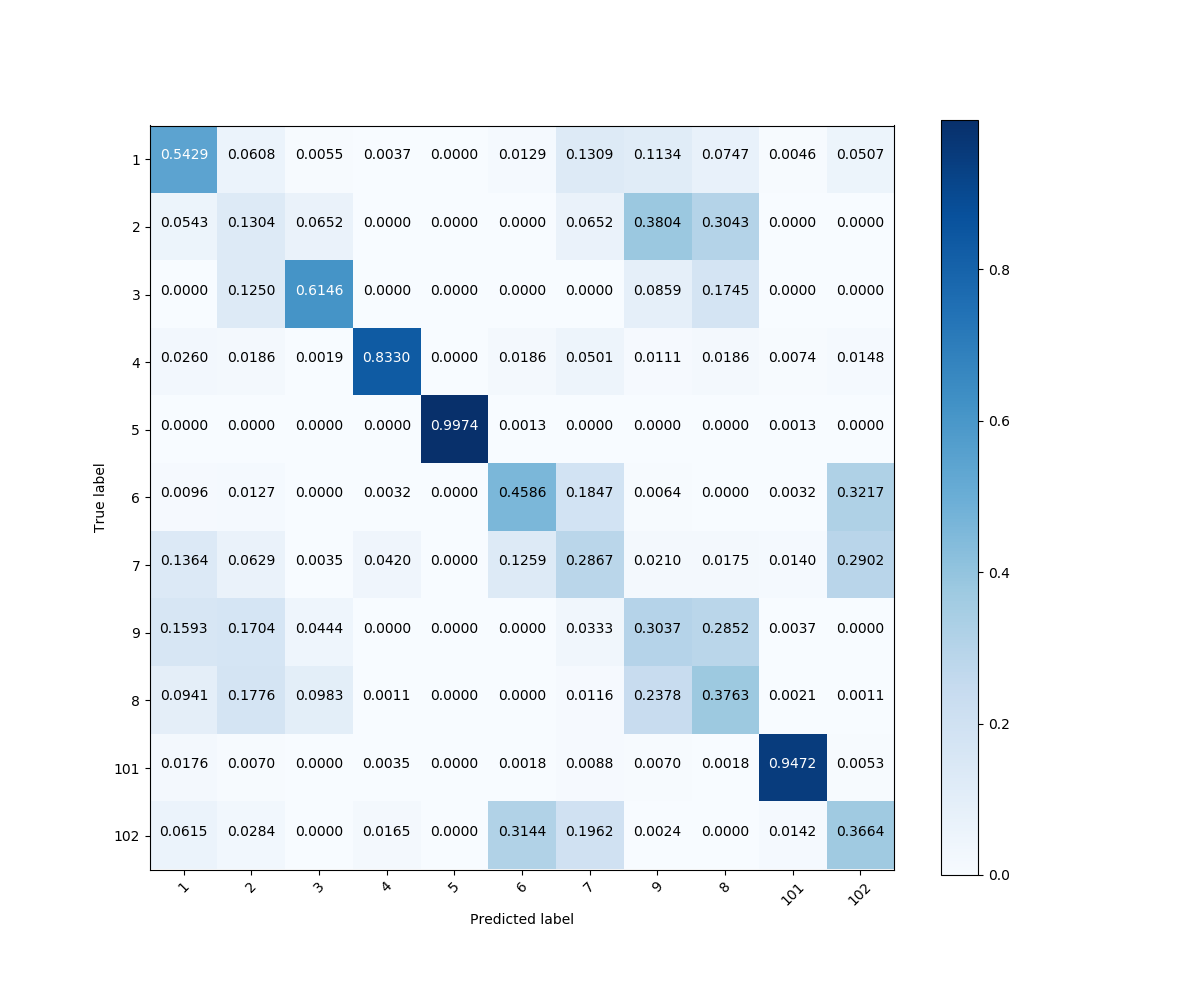 1 0.5429 0.0608 0.0055 0.0037 0.0000 0.0129 0.1309 0.1134 0.0747 0.0046 0.0507
2 0.0543 0.1304 0.0652 0.0000 0.0000 0.0000 0.0652 0.3804 0.3043 0.0000 0.0000
3 0.0000 0.1250 0.6146 0.0000 0.0000 0.0000 0.0000 0.0859 0.1745 0.0000 0.0000
4 0.0260 0.0186 0.0019 0.8330 0.0000 0.0186 0.0501 0.0111 0.0186 0.0074 0.0148
5 0.0000 0.0000 0.0000 0.0000 0.9974 0.0013 0.0000 0.0000 0.0000 0.0013 0.0000
6 0.0096 0.0127 0.0000 0.0032 0.0000 0.4586 0.1847 0.0064 0.0000 0.0032 0.3217
7 0.1364 0.0629 0.0035 0.0420 0.0000 0.1259 0.2867 0.0210 0.0175 0.0140 0.2902
9 0.1593 0.1704 0.0444 0.0000 0.0000 0.0000 0.0333 0.3037 0.2852 0.0037 0.0000
8 0.0941 0.1776 0.0983 0.0011 0.0000 0.0000 0.0116 0.2378 0.3763 0.0021 0.0011
101 0.0176 0.0070 0.0000 0.0035 0.0000 0.0018 0.0088 0.0070 0.0018 0.9472 0.0053
102 0.0615 0.0284 0.0000 0.0165 0.0000 0.3144 0.1962 0.0024 0.0000 0.0142 0.3664
1 2 3 4 5 6 7 9 8 101 102
Predicted label
True label
0.8
0.6
0.4
0.2
0.0